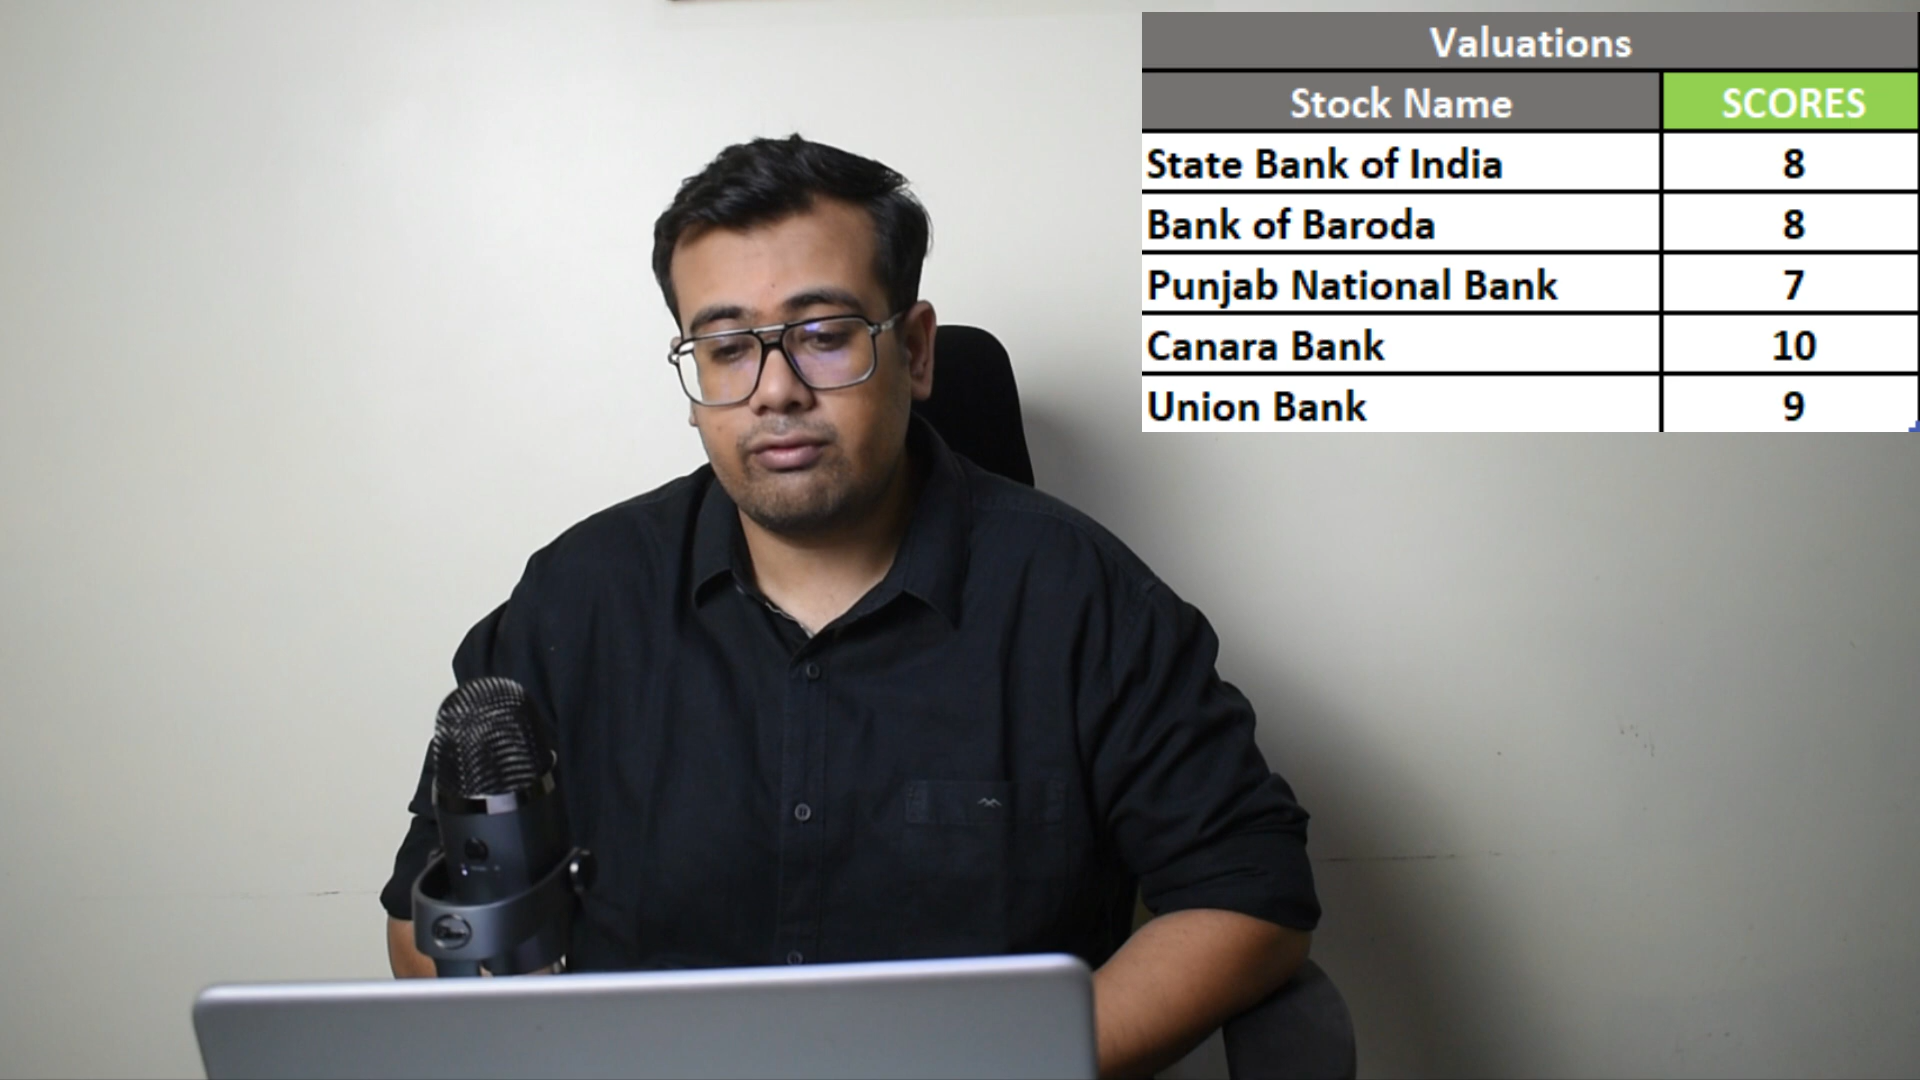 Valuations
Stock Name SCORES
State Bank of India 8
Bank of Baroda 8
Punjab National Bank 7
Canara Bank 10
Union Bank 9